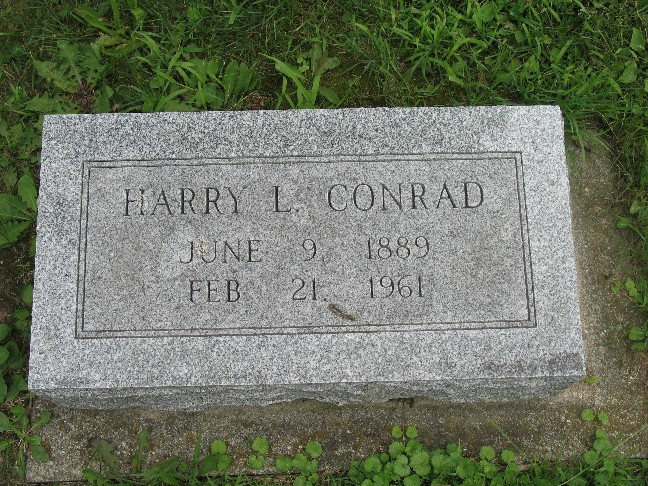 HARRY L. CONRAD
JUNE 9, 1889
FEB 21, 1961